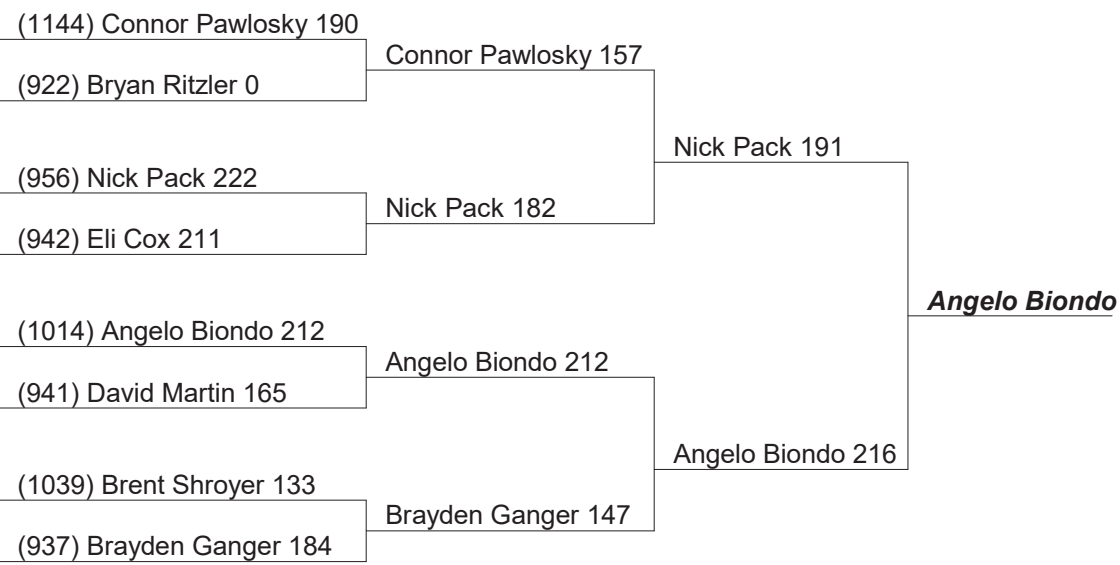 (1144) Connor Pawlosky 190
Connor Pawlosky 157
(922) Bryan Ritzler 0
Nick Pack 191
(956) Nick Pack 222
Nick Pack 182
(942) Eli Cox 211
Angelo Biondo
(1014) Angelo Biondo 212
Angelo Biondo 212
(941) David Martin 165
Angelo Biondo 216
(1039) Brent Shroyer 133
Brayden Ganger 147
(937) Brayden Ganger 184